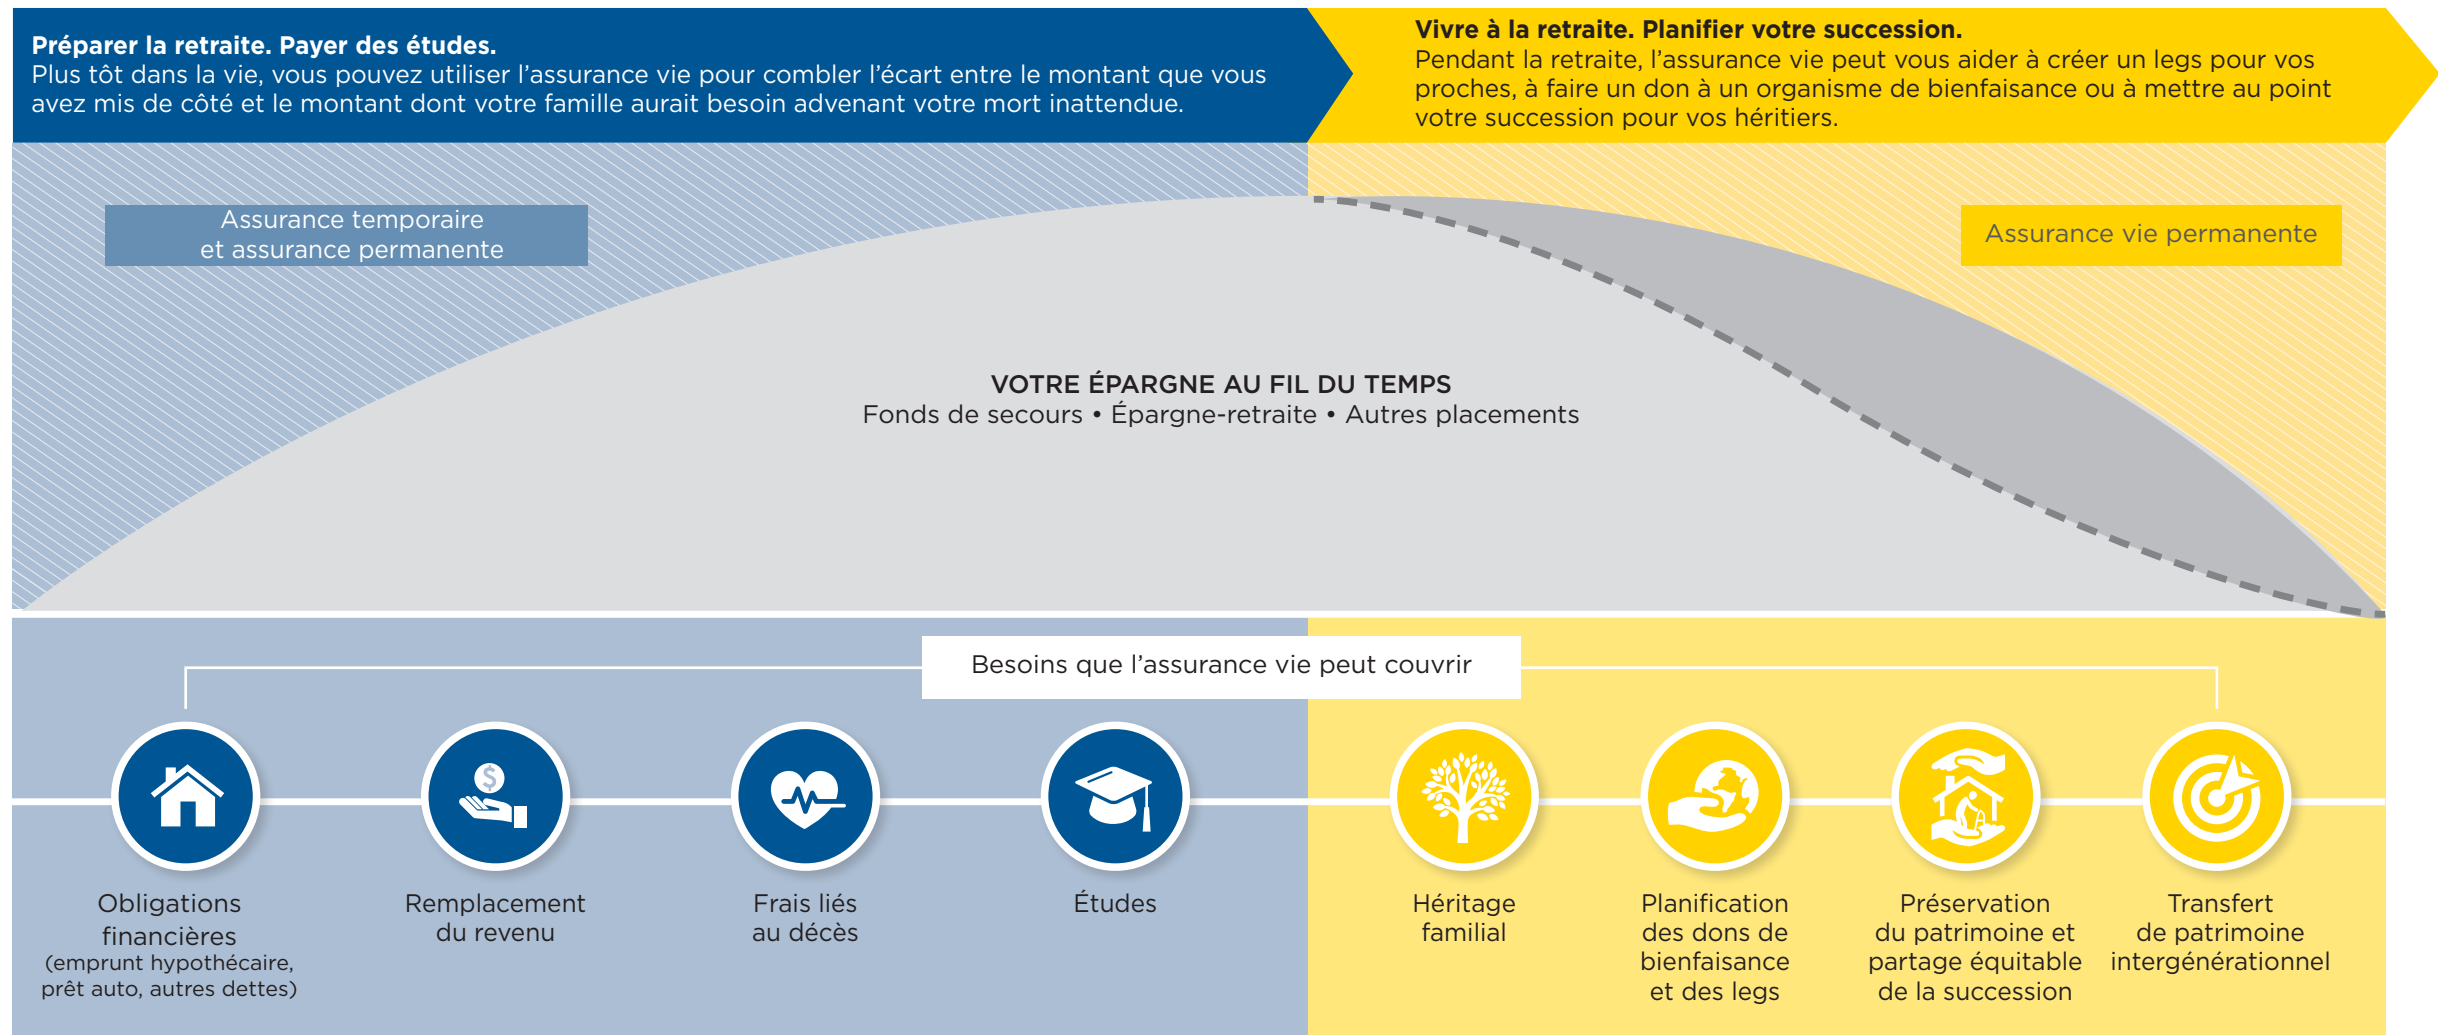 Préparer la retraite. Payer des études.
Plus tôt dans la vie, vous pouvez utiliser l’assurance vie pour combler l’écart entre le montant que vous
avez mis de côté et le montant dont votre famille aurait besoin advenant votre mort inattendue.
Vivre à la retraite. Planifier votre succession.
Pendant la retraite, l’assurance vie peut vous aider à créer un legs pour vos
proches, à faire un don à un organisme de bienfaisance ou à mettre au point
votre succession pour vos héritiers.
Assurance temporaire
et assurance permanente
Assurance vie permanente
VOTRE ÉPARGNE AU FIL DU TEMPS
Fonds de secours • Épargne-retraite • Autres placements
Besoins que l’assurance vie peut couvrir
$
Obligations
financières
(emprunt hypothécaire,
prêt auto, autres dettes)
Remplacement
du revenu
Frais liés
au décès
Études
Héritage
familial
Planification
des dons de
bienfaisance
et des legs
Préservation
du patrimoine et
partage équitable
de la succession
Transfert
de patrimoine
intergénérationnel